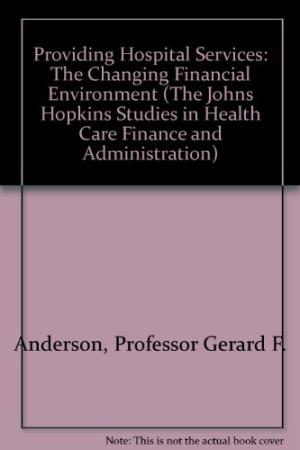 Providing Hospital Services:
The Changing Financial
Environment (The Johns
Hopkins Studies in Health
Care Finance and
Administration)
Anderson, Professor Gerard F.
Note: This is not the actual book cover